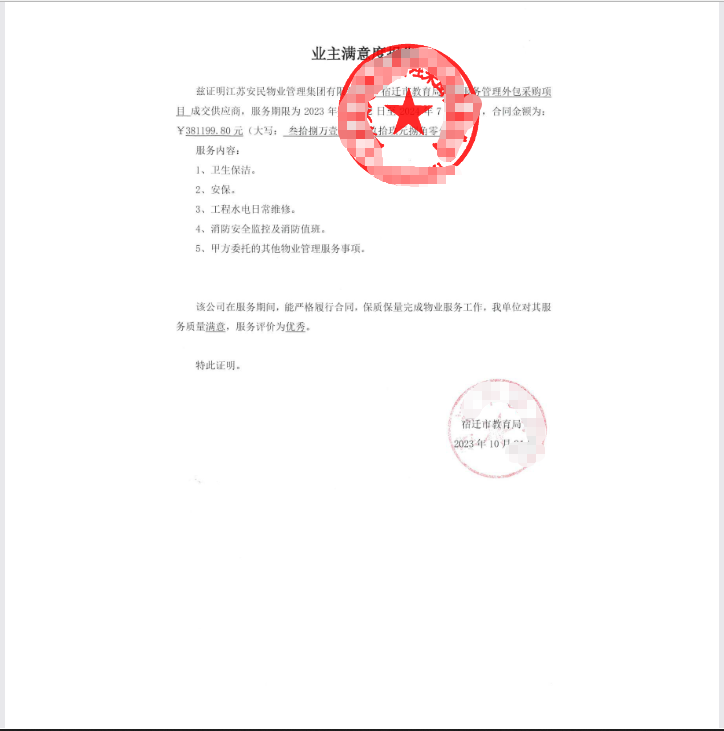 业主满意度
兹证明江苏安民物业管理集团有限 宿迁市教育局 务管理外包采购项
目 成交供应商，服务期限为 2023 年 日至 年 7 ，合同金额为：
￥381199.80 元（大写： 叁拾捌万壹 拾玖元捌角零
服务内容：
1、卫生保洁。
2、安保。
3、工程水电日常维修。
4、消防安全监控及消防值班。
5、甲方委托的其他物业管理服务事项。
该公司在服务期间，能严格履行合同，保质保量完成物业服务工作，我单位对其服
务质量满意，服务评价为优秀。
特此证明。
宿迁市教育局
2023 年 10 月